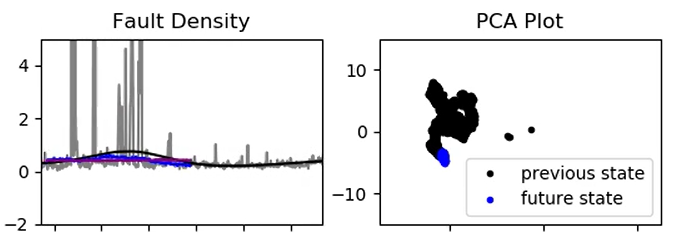 Fault Density
PCA Plot
4
2
0
−2
10
0
−10
previous state
future state